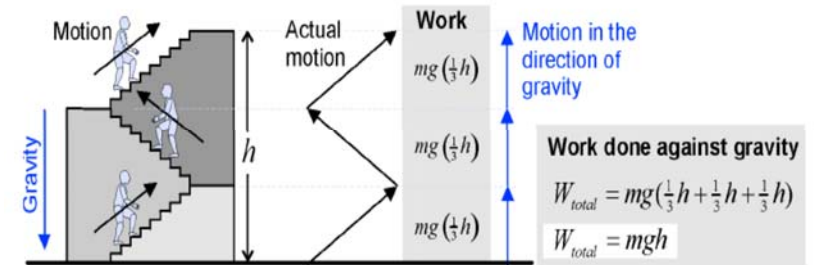 Motion
Actual
motion
Work
Motion in the
direction of
gravity
mg(⅓h)
mg(⅓h)
mg(⅓h)
Gravity
h
Work done against gravity
W_total = mg(⅓h+⅓h+⅓h)
W_total = mgh